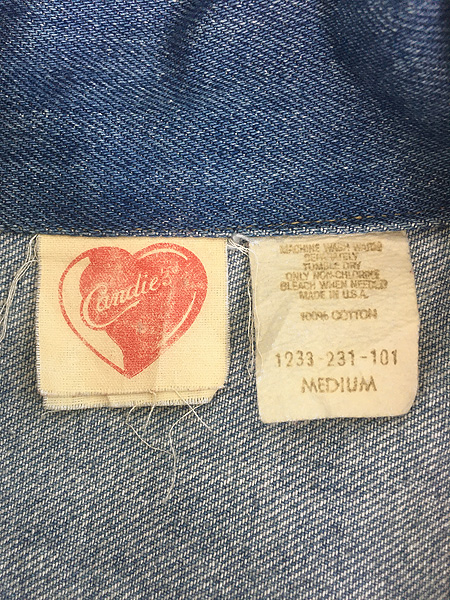 Candie's
MACHINE WASH WARM
SEPARATELY
TUMBLE DRY
ONLY NON-CHLORINE
BLEACH WHEN NEEDED
MADE IN U.S.A.
100% COTTON
1233-231-101
MEDIUM